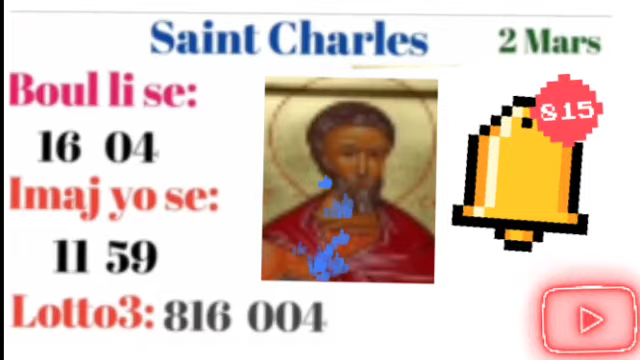 Saint Charles 2 Mars
Boul li se:
815
16 04
Imaj yo se:
11 59
Lotto3: 816 004